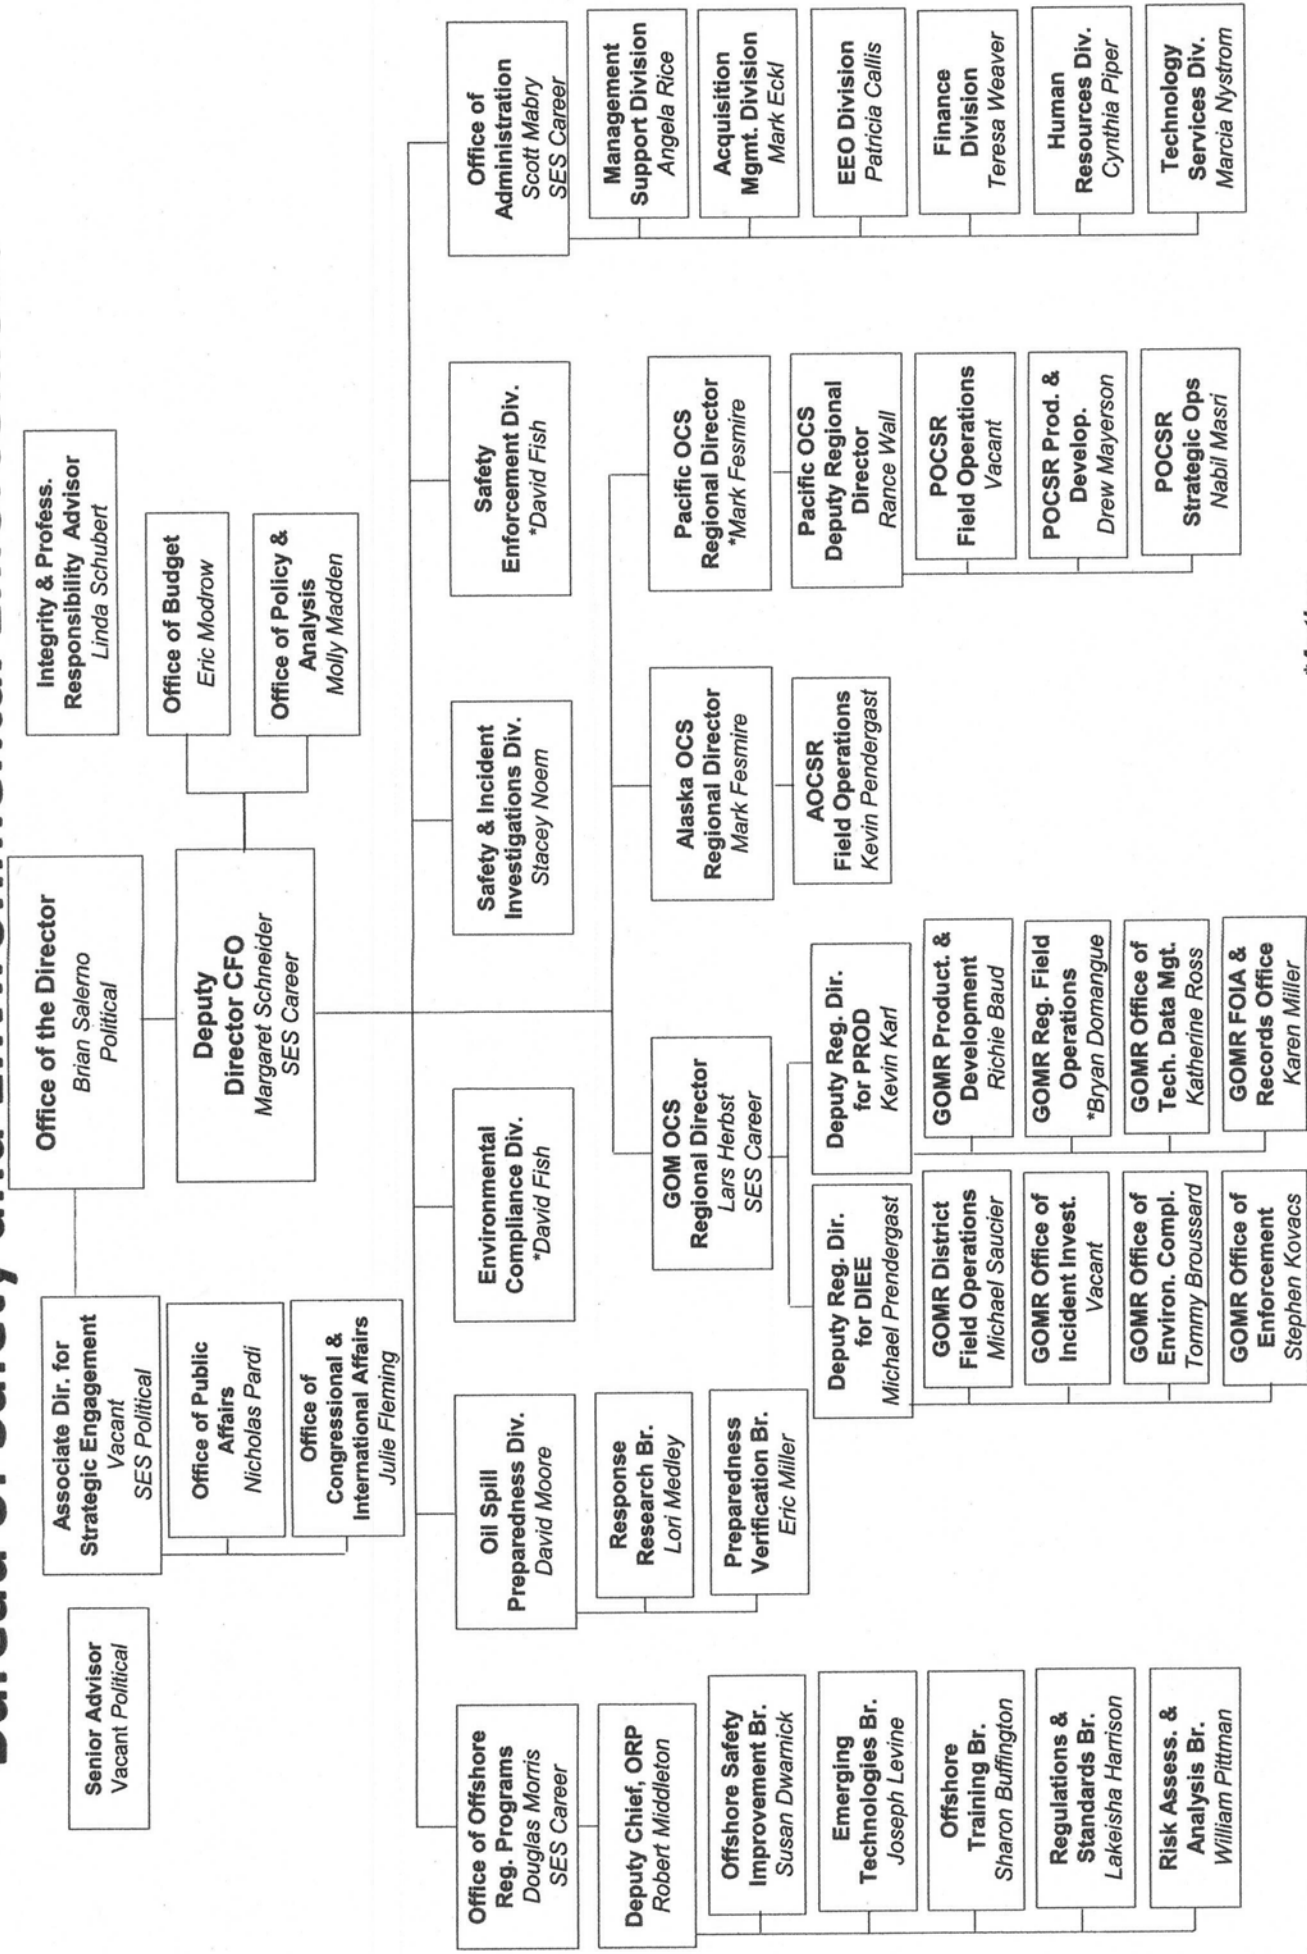 Senior Advisor
Vacant Political
Associate Dir. for
Strategic Engagement
Vacant
SES Political
Office of Public
Affairs
Nicholas Pardi
Office of
Congressional &
International Affairs
Julie Fleming
Office of the Director
Brian Salerno
Political
Deputy
Director CFO
Margaret Schneider
SES Career
Integrity & Profess.
Responsibility Advisor
Linda Schubert
Office of Budget
Eric Modrow
Office of Policy &
Analysis
Molly Madden
Office of Offshore
Reg. Programs
Douglas Morris
SES Career
Deputy Chief, ORP
Robert Middleton
Offshore Safety
Improvement Br.
Susan Dwarnick
Emerging
Technologies Br.
Joseph Levine
Offshore
Training Br.
Sharon Buffington
Regulations &
Standards Br.
Lakeisha Harrison
Risk Assess. &
Analysis Br.
William Pittman
Oil Spill
Preparedness Div.
David Moore
Response
Research Br.
Lori Medley
Preparedness
Verification Br.
Eric Miller
Environmental
Compliance Div.
*David Fish
Safety & Incident
Investigations Div.
Stacey Noem
Safety
Enforcement Div.
*David Fish
Office of
Administration
Scott Mabry
SES Career
Management
Support Division
Angela Rice
Acquisition
Mgmt. Division
Mark Eckl
EEO Division
Patricia Callis
Finance
Division
Teresa Weaver
Human
Resources Div.
Cynthia Piper
Technology
Services Div.
Marcia Nystrom
GOM OCS
Regional Director
Lars Herbst
SES Career
Deputy Reg. Dir.
for DIEE
Michael Prendergast
GOMR District
Field Operations
Michael Saucier
GOMR Office of
Incident Invest.
Vacant
GOMR Office of
Environ. Compl.
Tommy Broussard
GOMR Office of
Enforcement
Stephen Kovacs
Deputy Reg. Dir.
for PROD
Kevin Karl
GOMR Product. &
Development
Richie Baud
GOMR Reg. Field
Operations
*Bryan Domangue
GOMR Office of
Tech. Data Mgt.
Katherine Ross
GOMR FOIA &
Records Office
Karen Miller
Alaska OCS
Regional Director
Mark Fesmire
AOCSR
Field Operations
Kevin Pendergast
Pacific OCS
Regional Director
*Mark Fesmire
Pacific OCS
Deputy Regional
Director
Rance Wall
POCSR
Field Operations
Vacant
POCSR Prod. &
Develop.
Drew Mayerson
POCSR
Strategic Ops
Nabil Masri